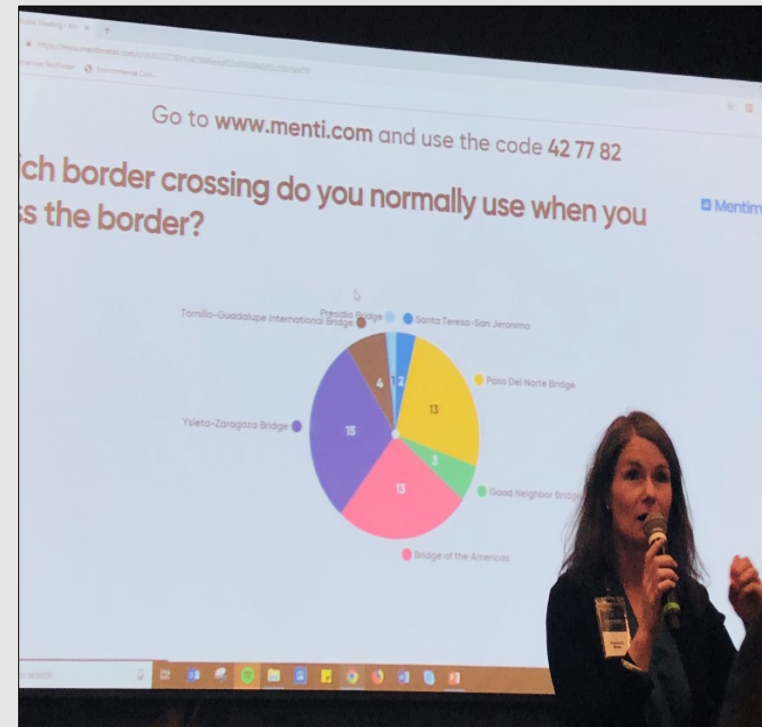 Go to www.menti.com and use the code 42 77 82
ch border crossing do you normally use when you
s the border?
Mentim
Presidio Bridge
Santa Teresa-San Jeronimo
Tornillo-Guadalupe International Bridge
Paso Del Norte Bridge
4
1
2
13
Ysleta-Zaragoza Bridge
15
3
13
Good Neighbor Bridge
Bridge of the Americas
search